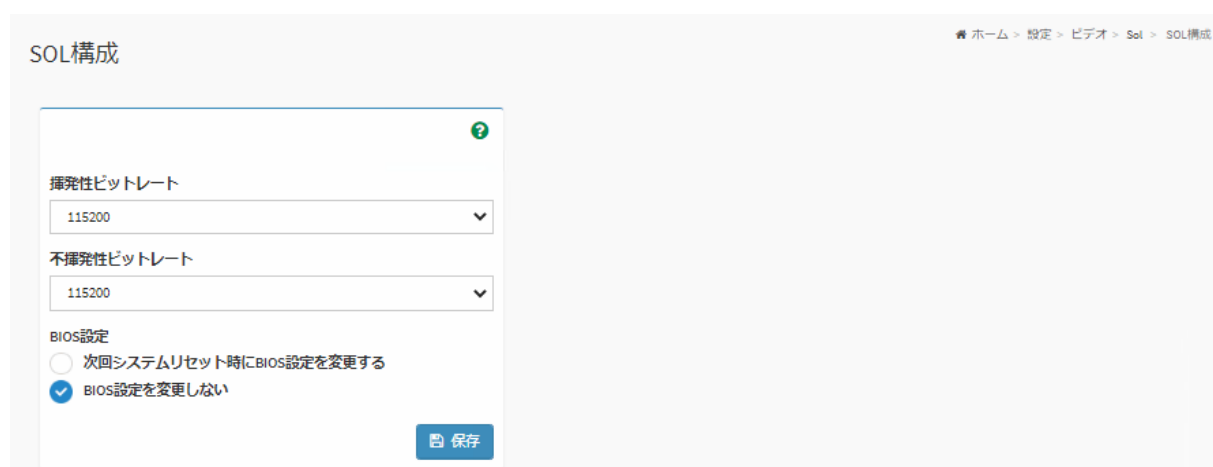 ホーム > 設定 > ビデオ > Sol > SOL構成
SOL構成
揮発性ビットレート
115200
不揮発性ビットレート
115200
BIOS設定
次回システムリセット時にBIOS設定を変更する
BIOS設定を変更しない
保存